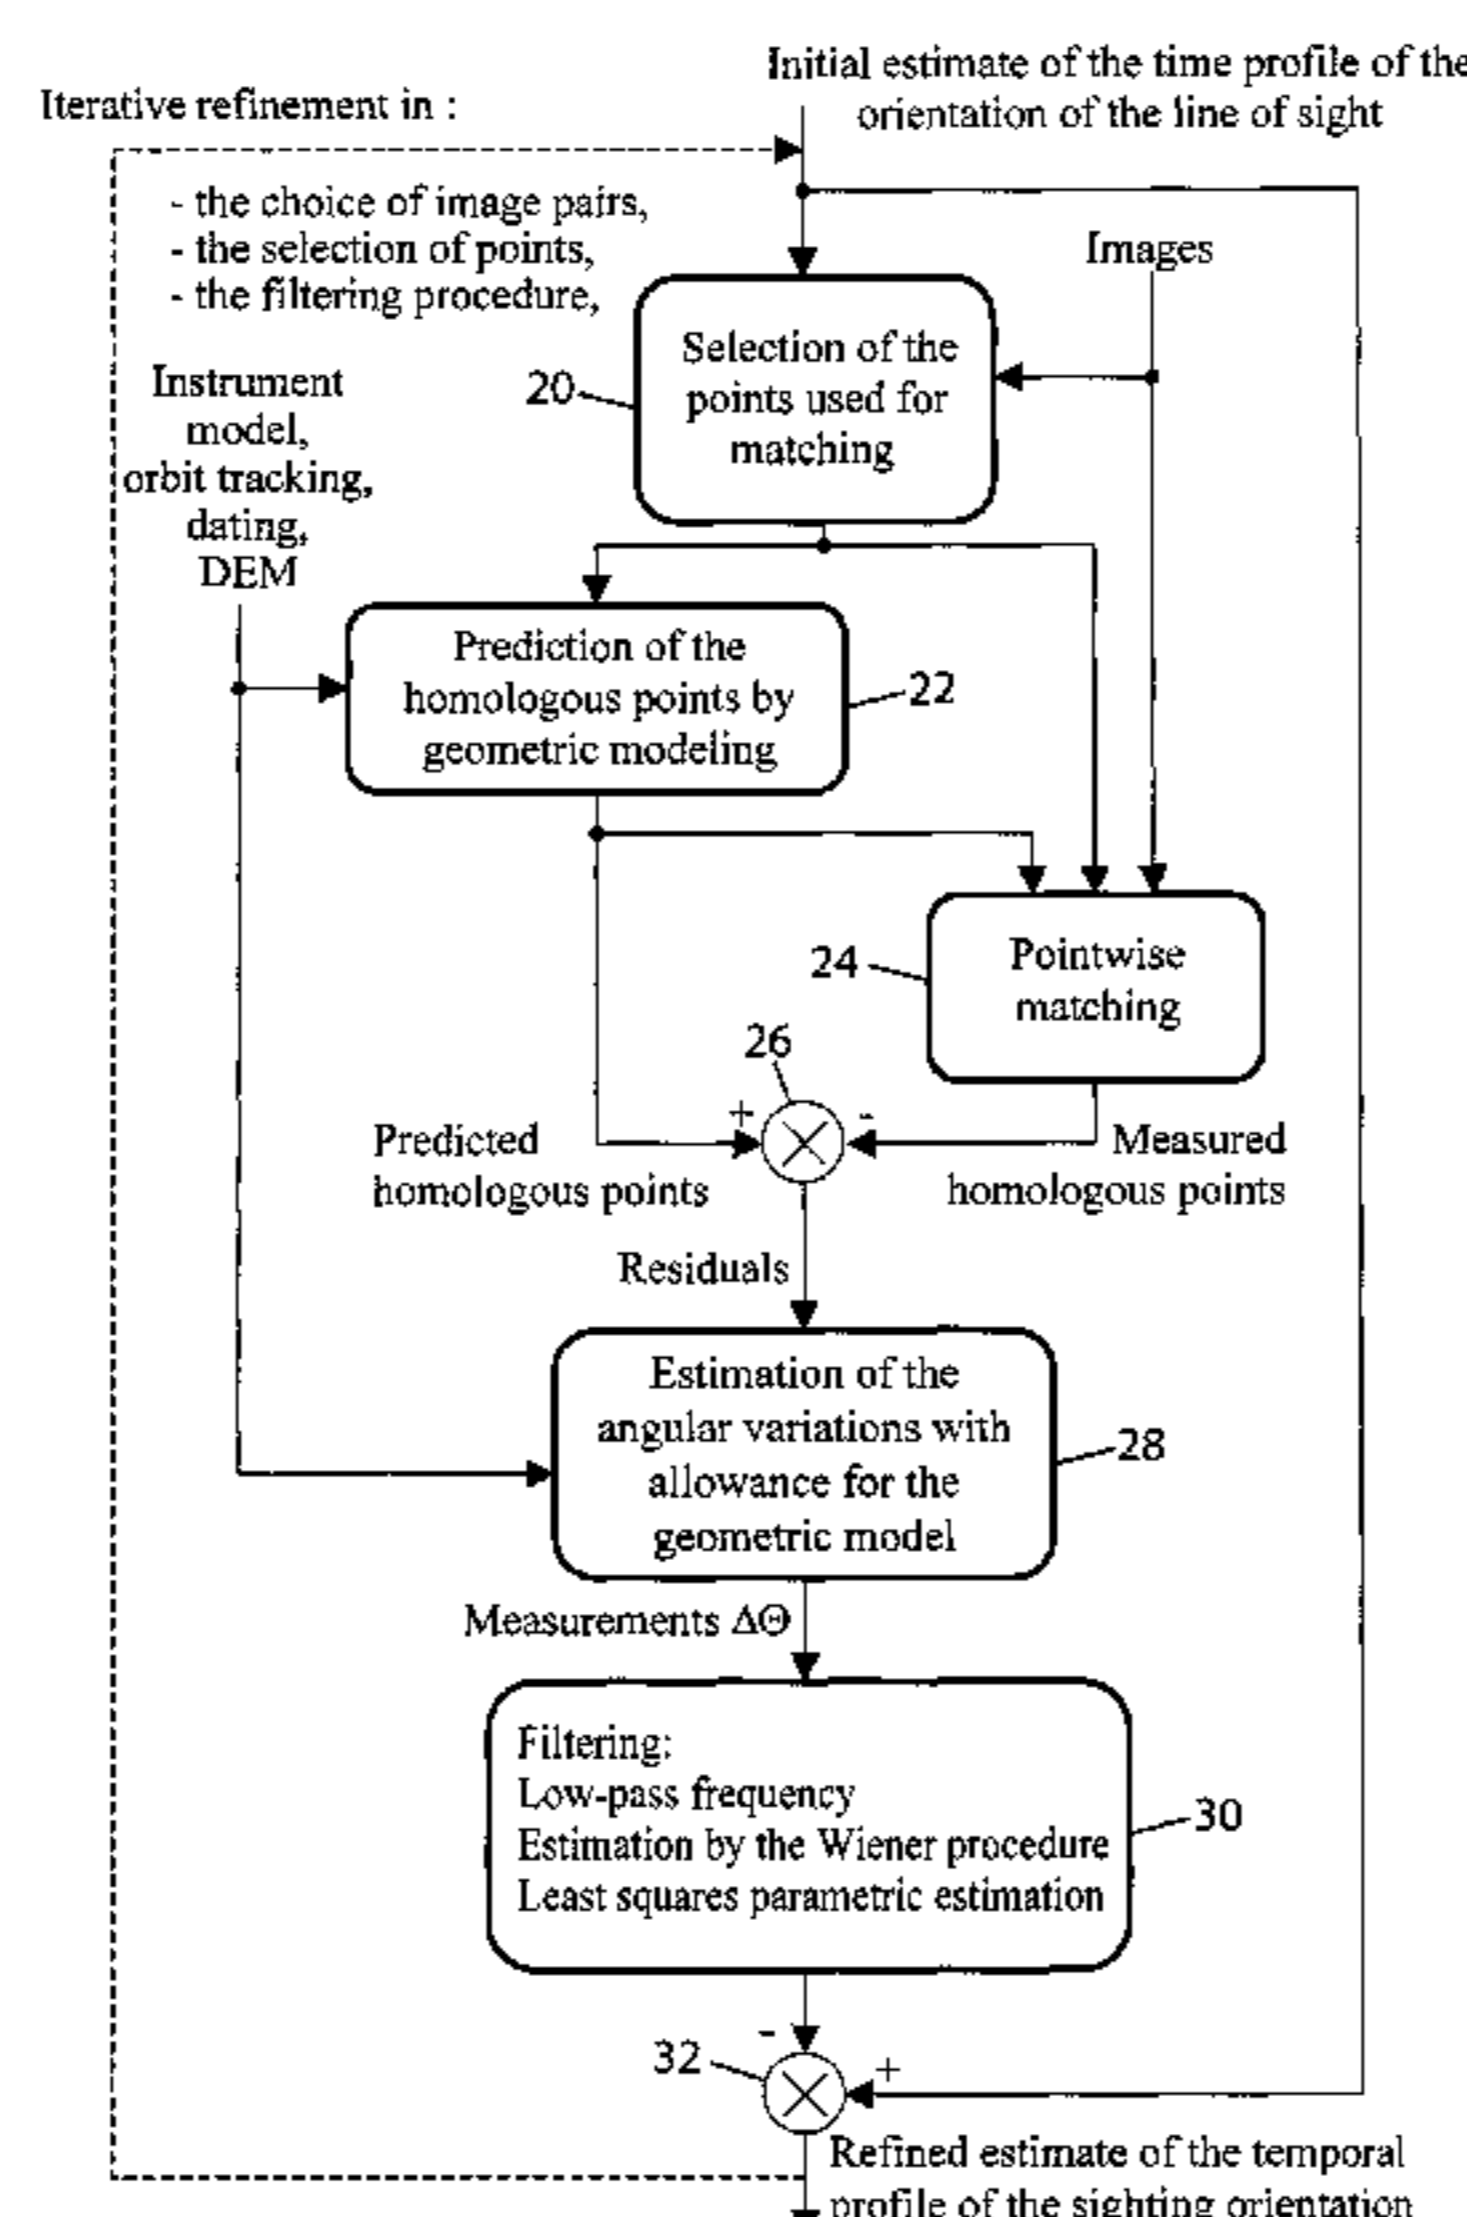 Initial estimate of the time profile of the
orientation of the line of sight
Iterative refinement in :
- the choice of image pairs,
- the selection of points,
- the filtering procedure,
Images
Instrument
model,
orbit tracking,
dating,
DEM
20
Selection of the
points used for
matching
Prediction of the
homologous points by
geometric modeling
22
24
Pointwise
matching
26
+
-
Predicted
homologous points
Measured
homologous points
Residuals
Estimation of the
angular variations with
allowance for the
geometric model
28
Measurements ΔΘ
Filtering:
Low-pass frequency
Estimation by the Wiener procedure
Least squares parametric estimation
30
-
32
+
Refined estimate of the temporal
profile of the sighting orientation